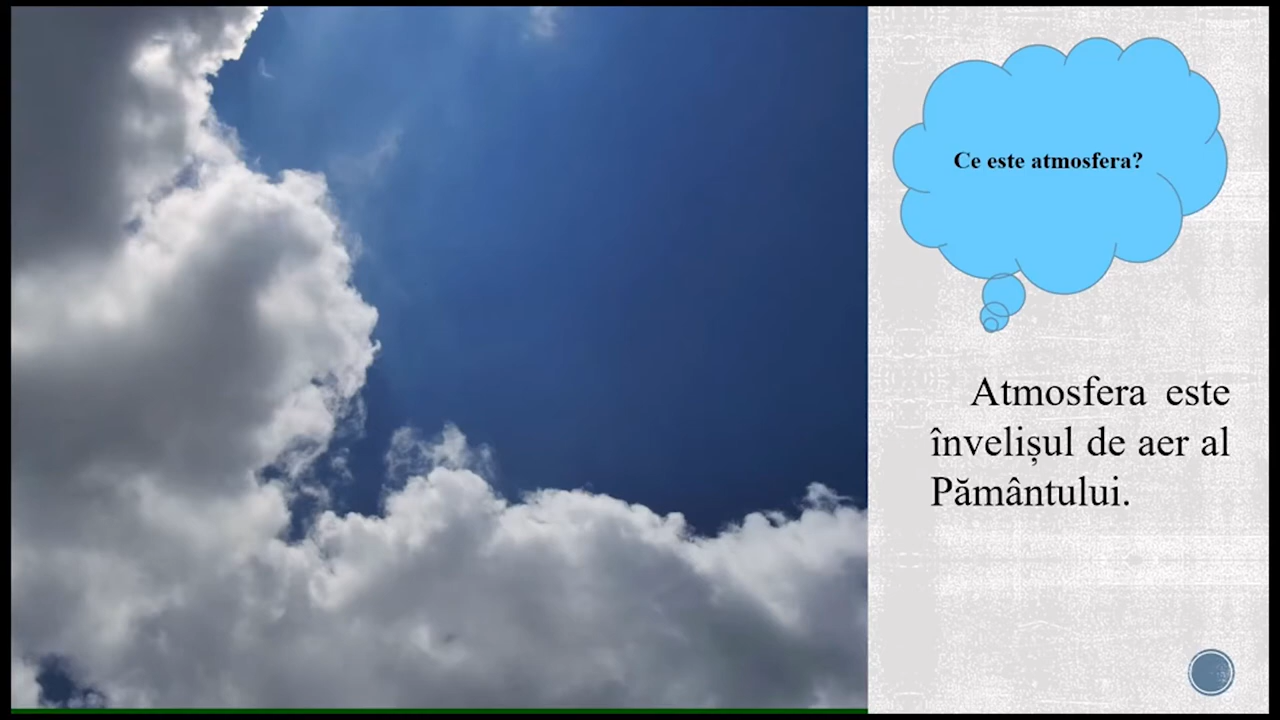 Ce este atmosfera?
Atmosfera este
învelișul de aer al
Pământului.